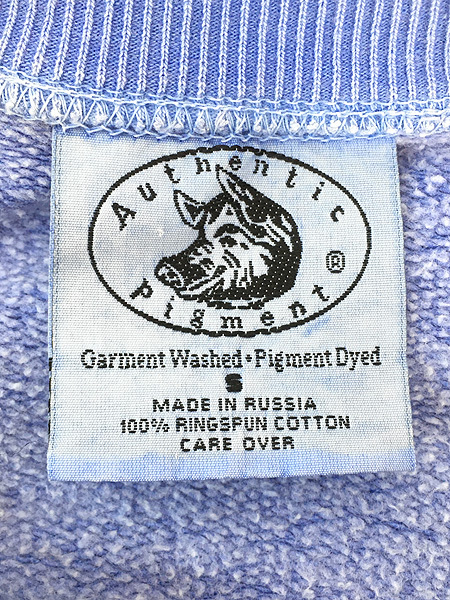 Authentic
Pigment®
Garment Washed•Pigment Dyed
S
MADE IN RUSSIA
100% RINGSPUN COTTON
CARE OVER